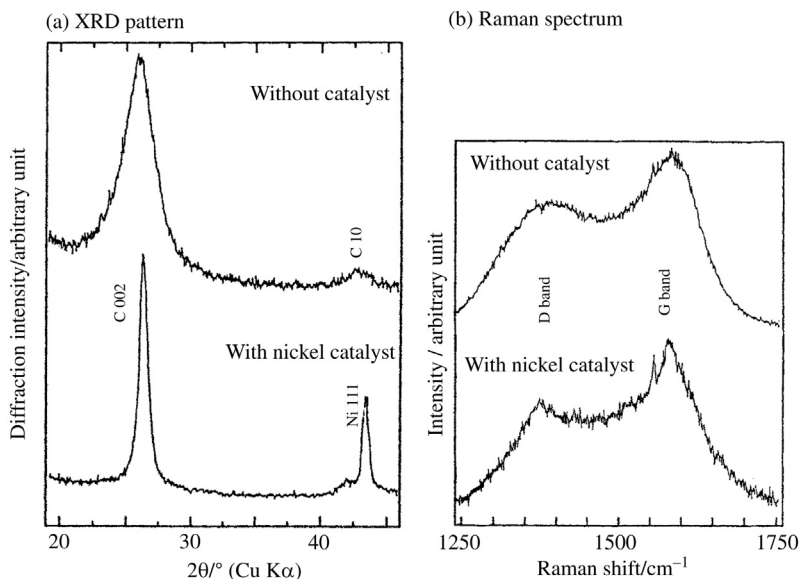 (a) XRD pattern
Without catalyst
C 10
C 002
With nickel catalyst
Ni 111
Diffraction intensity/arbitrary unit
20 30 40
2θ/° (Cu Kα)
(b) Raman spectrum
Without catalyst
D band
G band
With nickel catalyst
Intensity / arbitrary unit
1250 1500 1750
Raman shift/cm⁻¹